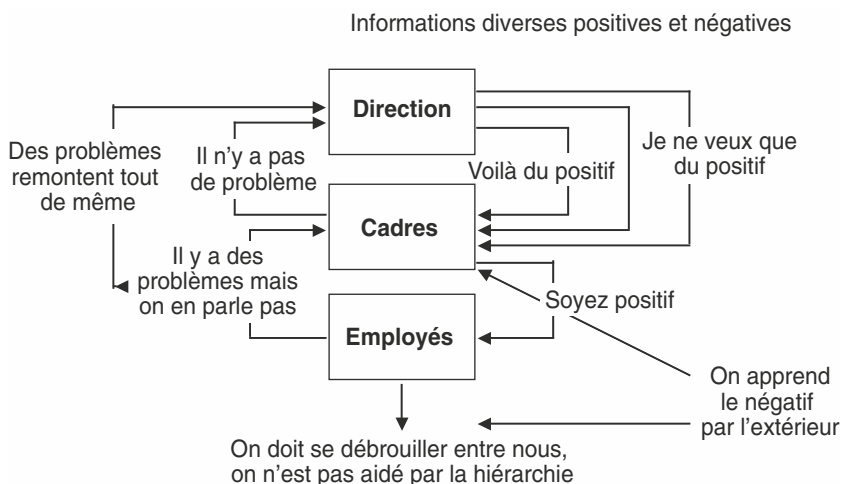 Informations diverses positives et négatives
Direction
Des problèmes
remontent tout
de même
Il n'y a pas
de problème
Voilà du positif
Je ne veux que
du positif
Cadres
Il y a des
problèmes mais
on en parle pas
Soyez positif
Employés
On apprend
le négatif
par l'extérieur
On doit se débrouiller entre nous,
on n'est pas aidé par la hiérarchie